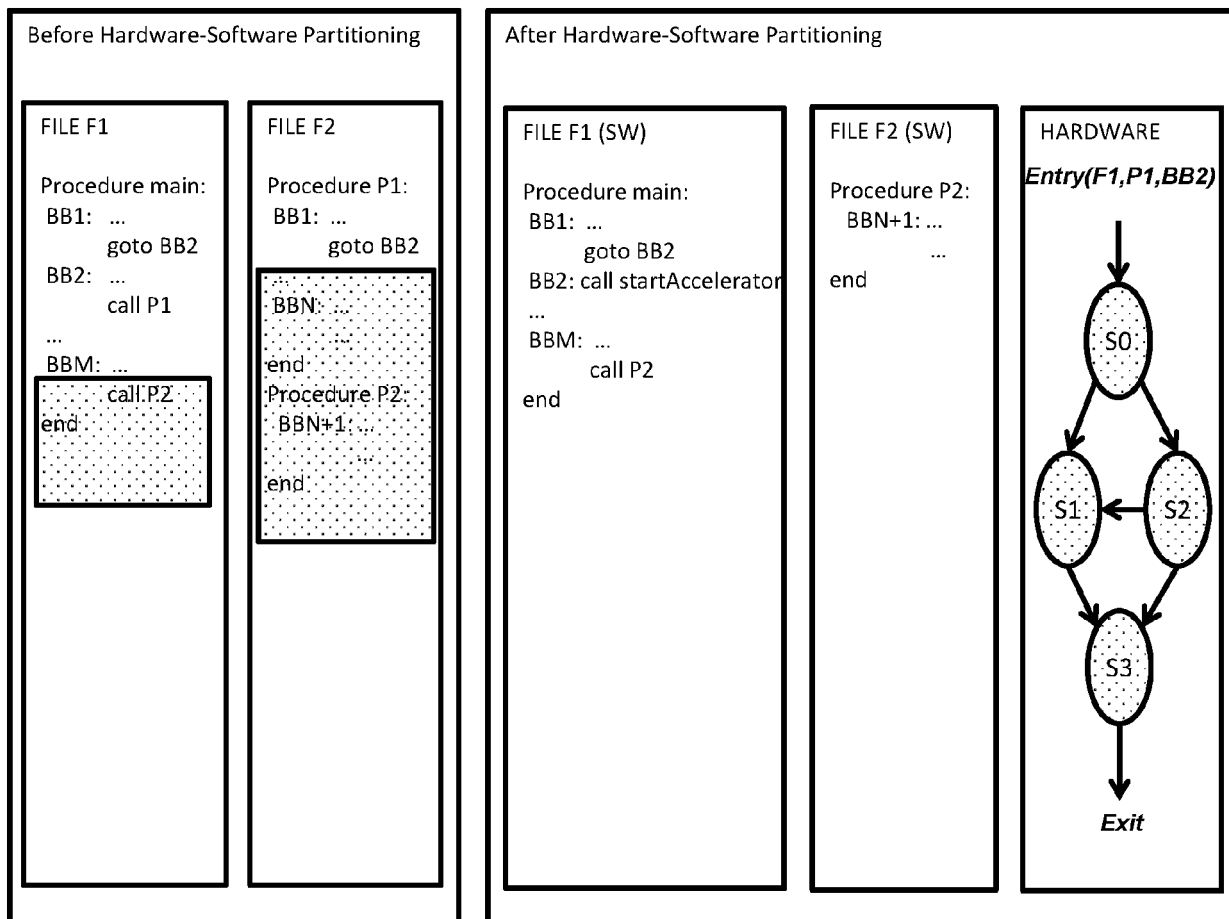 Before Hardware-Software Partitioning
FILE F1
Procedure main:
BB1: ...
goto BB2
BB2: ...
call P1
...
BBM: ...
call P2
end
FILE F2
Procedure P1:
BB1: ...
goto BB2
...
BBN: ...
...
end
Procedure P2:
BBN+1: ...
...
end
After Hardware-Software Partitioning
FILE F1 (SW)
Procedure main:
BB1: ...
goto BB2
BB2: call startAccelerator
...
BBM: ...
call P2
end
FILE F2 (SW)
Procedure P2:
BBN+1: ...
...
end
HARDWARE
Entry(F1,P1,BB2)
S0
S1
S2
S3
Exit